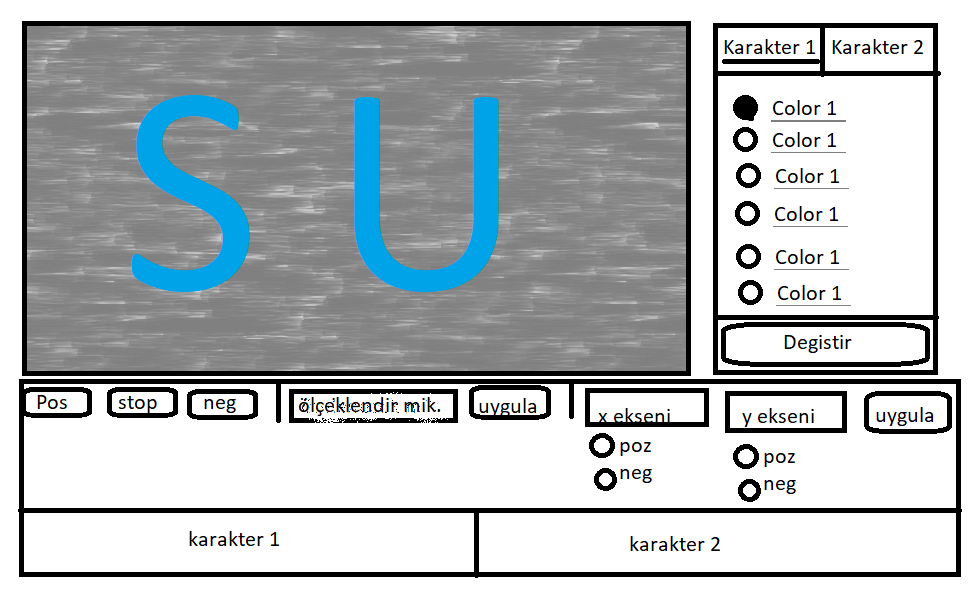 S U
Karakter 1 Karakter 2
Color 1
Color 1
Color 1
Color 1
Color 1
Color 1
Degistir
Pos stop neg ölçeklendir mik. uygula x ekseni y ekseni uygula
poz poz
neg neg
karakter 1 karakter 2